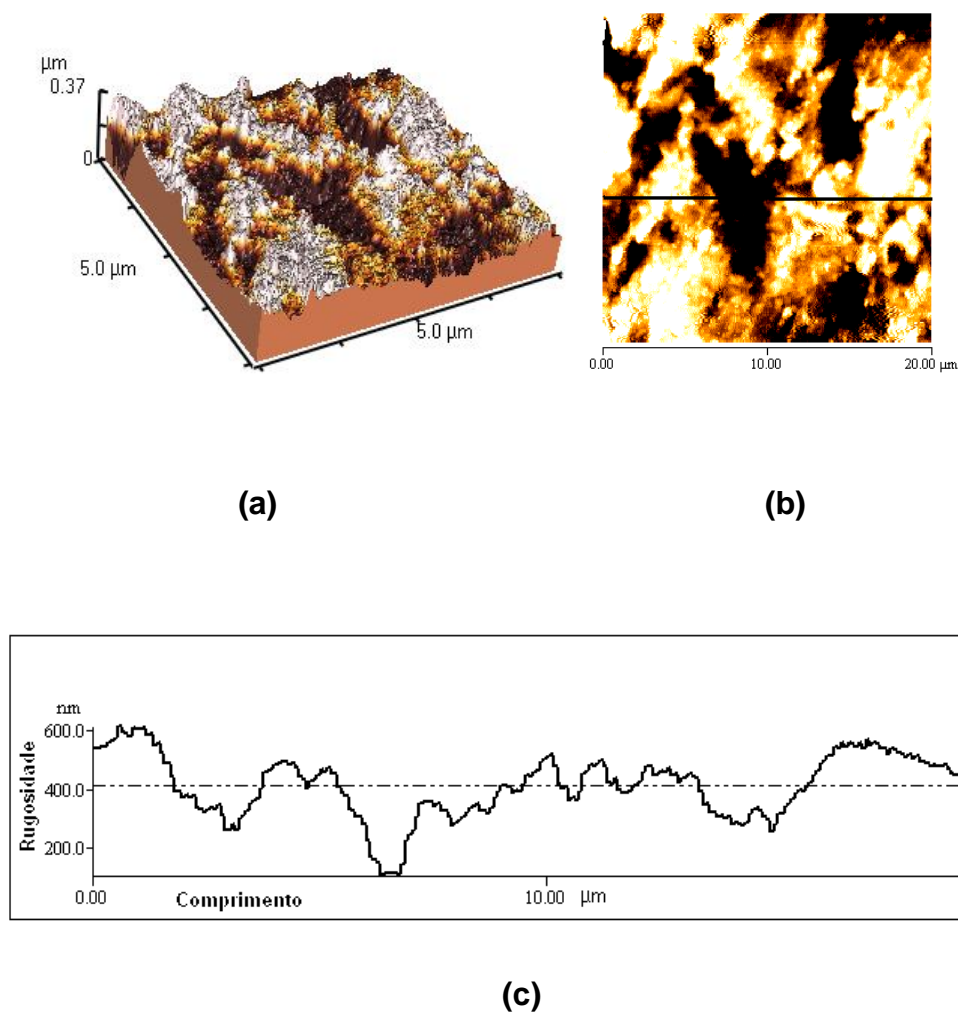 µm
0.37
0
5.0 µm
5.0 µm
0.00
10.00
20.00 µm
(a)
(b)
nm
600.0
400.0
200.0
Rugosidade
0.00
Comprimento
10.00
µm
(c)